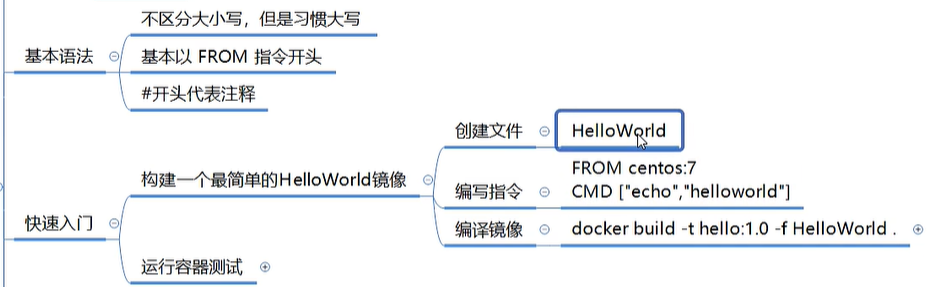 基本语法
不区分大小写，但是习惯大写
基本以 FROM 指令开头
#开头代表注释
快速入门
构建一个最简单的HelloWorld镜像
创建文件
HelloWorld
编写指令
FROM centos:7
CMD ["echo","helloworld"]
编译镜像
docker build -t hello:1.0 -f HelloWorld .
运行容器测试